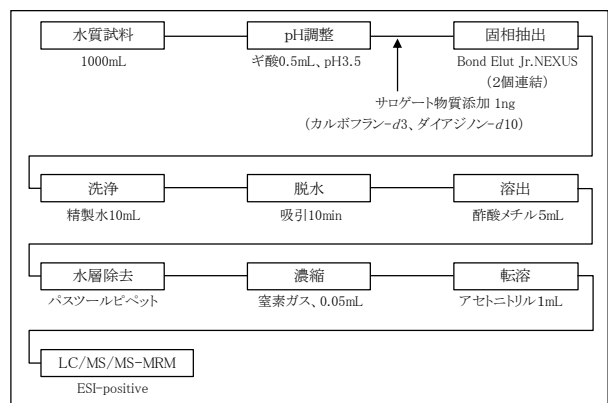 水質試料
1000mL
pH調整
ギ酸0.5mL、pH3.5
固相抽出
Bond Elut Jr.NEXUS
(2個連結)
サロゲート物質添加 1ng
(カルボフラン-d3、ダイアジノン-d10)
洗浄
精製水10mL
脱水
吸引10min
溶出
酢酸メチル5mL
水層除去
パスツールピペット
濃縮
窒素ガス、0.05mL
転溶
アセトニトリル1mL
LC/MS/MS-MRM
ESI-positive